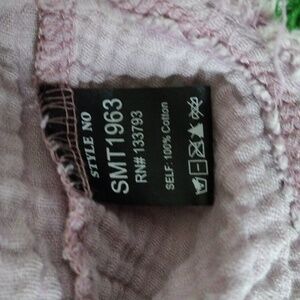 STYLE NO
SMT1963
RN# 133793
SELF: 100% Cotton